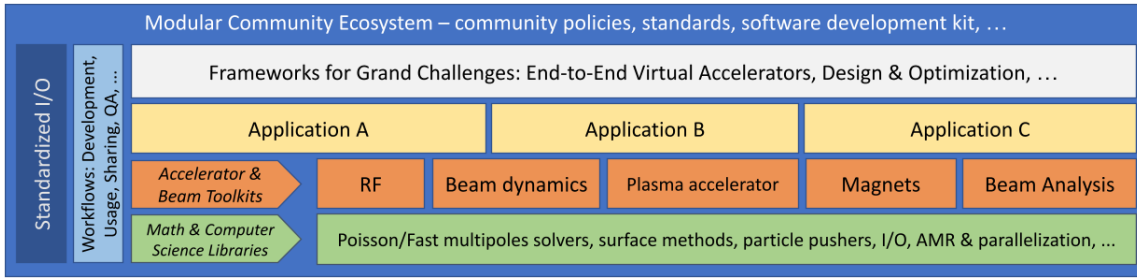 Modular Community Ecosystem – community policies, standards, software development kit, …
Standardized I/O
Workflows: Development,
Usage, Sharing, QA, ...
Frameworks for Grand Challenges: End-to-End Virtual Accelerators, Design & Optimization, …
Application A
Application B
Application C
Accelerator &
Beam Toolkits
RF
Beam dynamics
Plasma accelerator
Magnets
Beam Analysis
Math & Computer
Science Libraries
Poisson/Fast multipoles solvers, surface methods, particle pushers, I/O, AMR & parallelization, ...